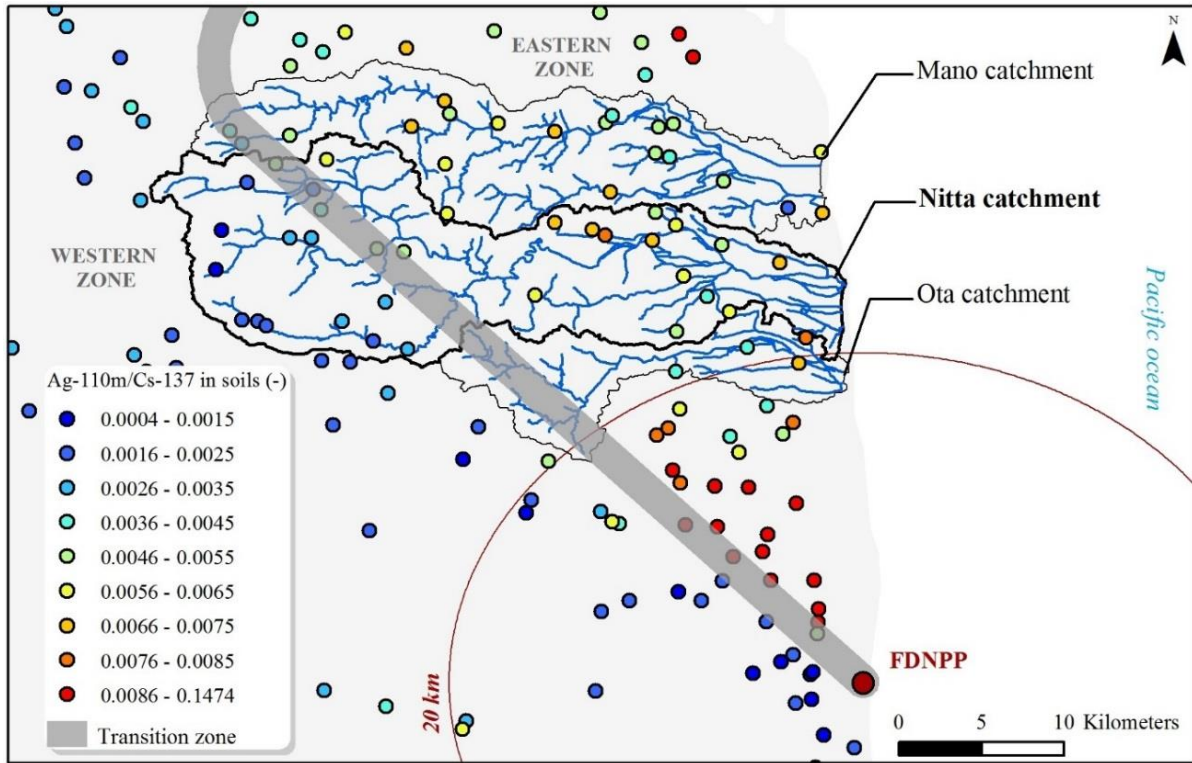 N
EASTERN
ZONE
Mano catchment
Nitta catchment
WESTERN
ZONE
Ota catchment
Pacific ocean
Ag-110m/Cs-137 in soils (-)
0.0004 - 0.0015
0.0016 - 0.0025
0.0026 - 0.0035
0.0036 - 0.0045
0.0046 - 0.0055
0.0056 - 0.0065
0.0066 - 0.0075
0.0076 - 0.0085
0.0086 - 0.1474
Transition zone
20 km
FDNPP
0 5 10 Kilometers